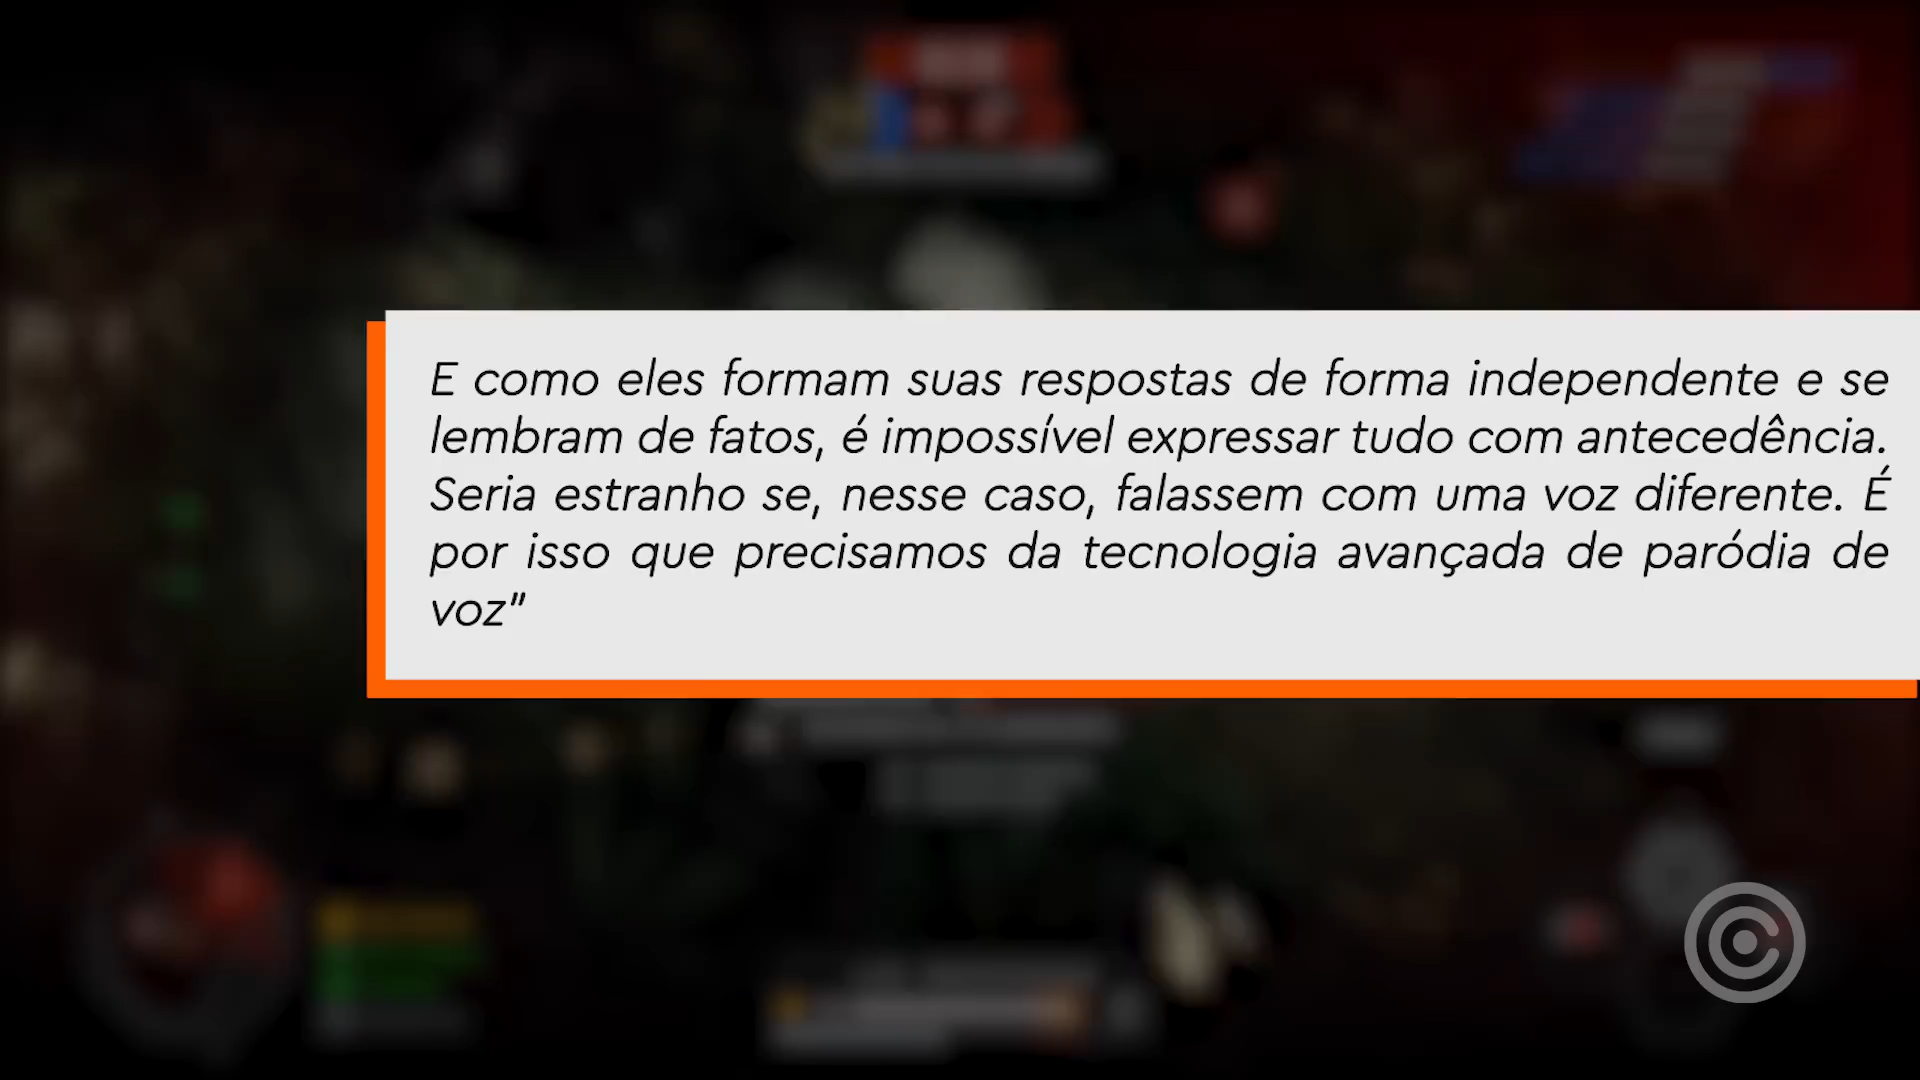 E como eles formam suas respostas de forma independente e se
lembram de fatos, é impossível expressar tudo com antecedência.
Seria estranho se, nesse caso, falassem com uma voz diferente. É
por isso que precisamos da tecnologia avançada de paródia de
voz"